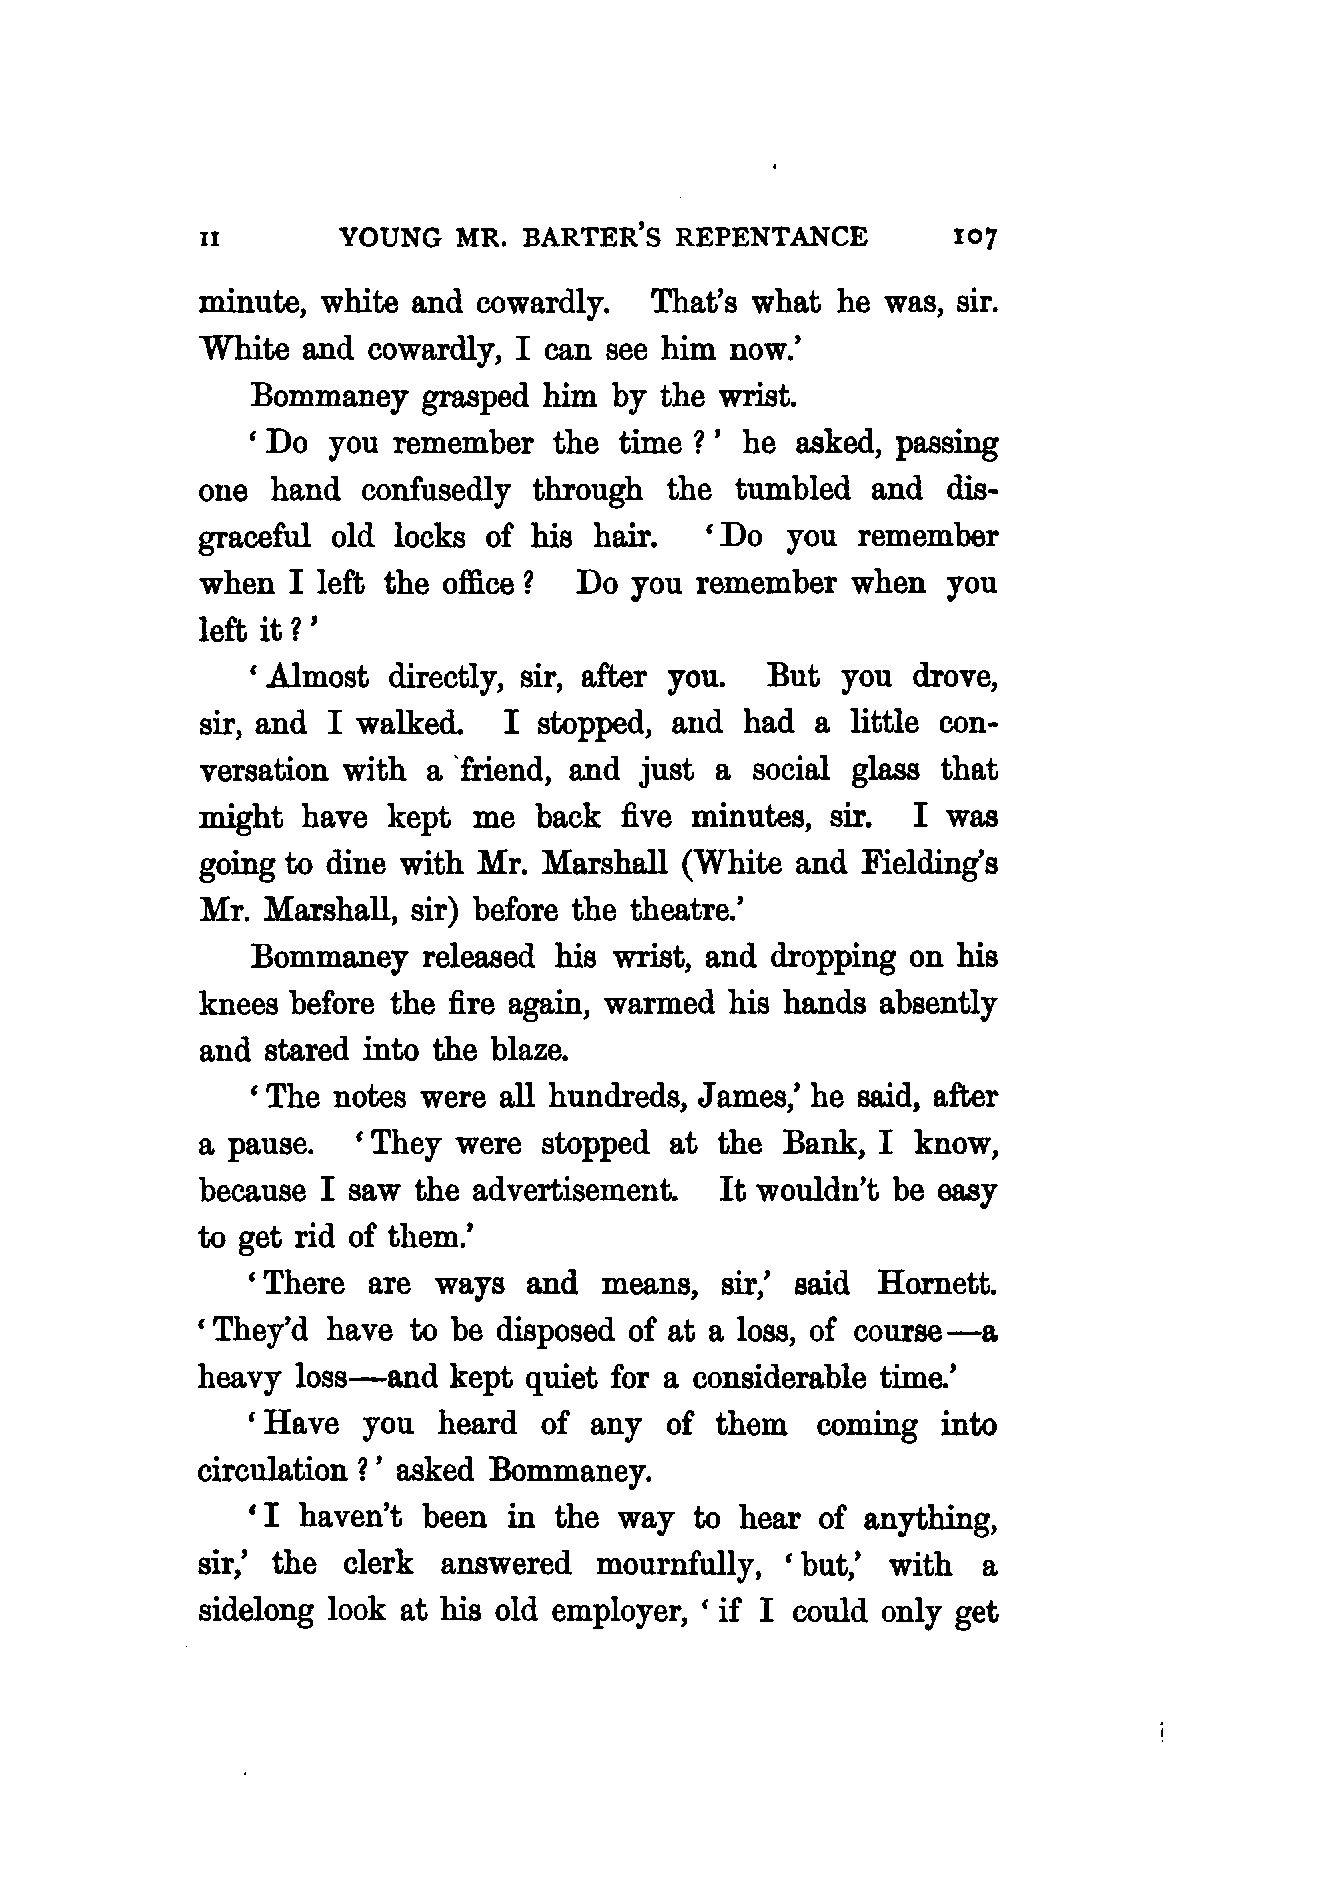 II YOUNG MR. BARTER'S REPENTANCE 107
minute, white and cowardly. That's what he was, sir.
White and cowardly, I can see him now.'
Bommaney grasped him by the wrist.
'Do you remember the time?' he asked, passing
one hand confusedly through the tumbled and dis-
graceful old locks of his hair. 'Do you remember
when I left the office? Do you remember when you
left it?'
'Almost directly, sir, after you. But you drove,
sir, and I walked. I stopped, and had a little con-
versation with a friend, and just a social glass that
might have kept me back five minutes, sir. I was
going to dine with Mr. Marshall (White and Fielding's
Mr. Marshall, sir) before the theatre.'
Bommaney released his wrist, and dropping on his
knees before the fire again, warmed his hands absently
and stared into the blaze.
'The notes were all hundreds, James,' he said, after
a pause. 'They were stopped at the Bank, I know,
because I saw the advertisement. It wouldn't be easy
to get rid of them.'
'There are ways and means, sir,' said Hornett.
'They'd have to be disposed of at a loss, of course—a
heavy loss—and kept quiet for a considerable time.'
'Have you heard of any of them coming into
circulation?' asked Bommaney.
'I haven't been in the way to hear of anything,
sir,' the clerk answered mournfully, 'but,' with a
sidelong look at his old employer, 'if I could only get